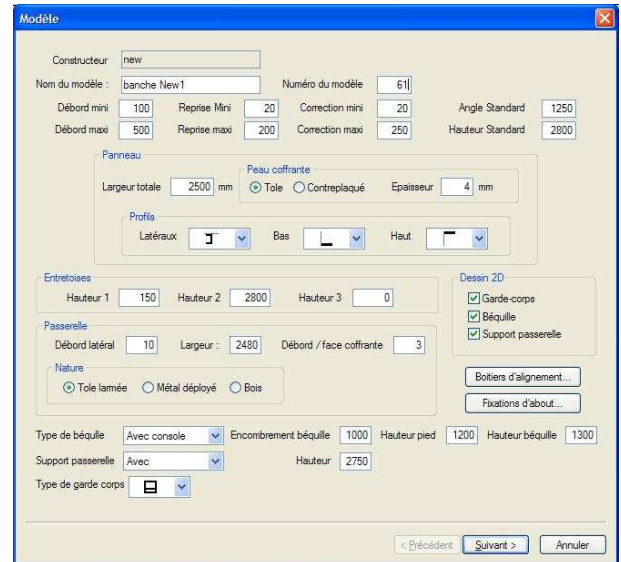 Modèle
Constructeur new
Nom du modèle : banche New1 Numéro du modèle 61
Débord mini 100 Reprise Mini 20 Correction mini 20 Angle Standard 1250
Débord maxi 500 Reprise maxi 200 Correction maxi 250 Hauteur Standard 2800
Panneau
Peau coffrante
Largeur totale 2500 mm Tole Contreplaqué Epaisseur 4 mm
Profils
Latéraux Bas Haut
Entretoises Dessin 2D
Hauteur 1 150 Hauteur 2 2800 Hauteur 3 0 Garde-corps
Béquille
Passerelle Support passerelle
Débord latéral 10 Largeur : 2480 Débord / face coffrante 3
Nature Boitiers d'alignement...
Tole larmée Métal déployé Bois Fixations d'about...
Type de béqulle Avec console Encombrement béquille 1000 Hauteur pied 1200 Hauteur béquille 1300
Support passerelle Avec Hauteur 2750
Type de garde corps
< Précédent Suivant > Annuler